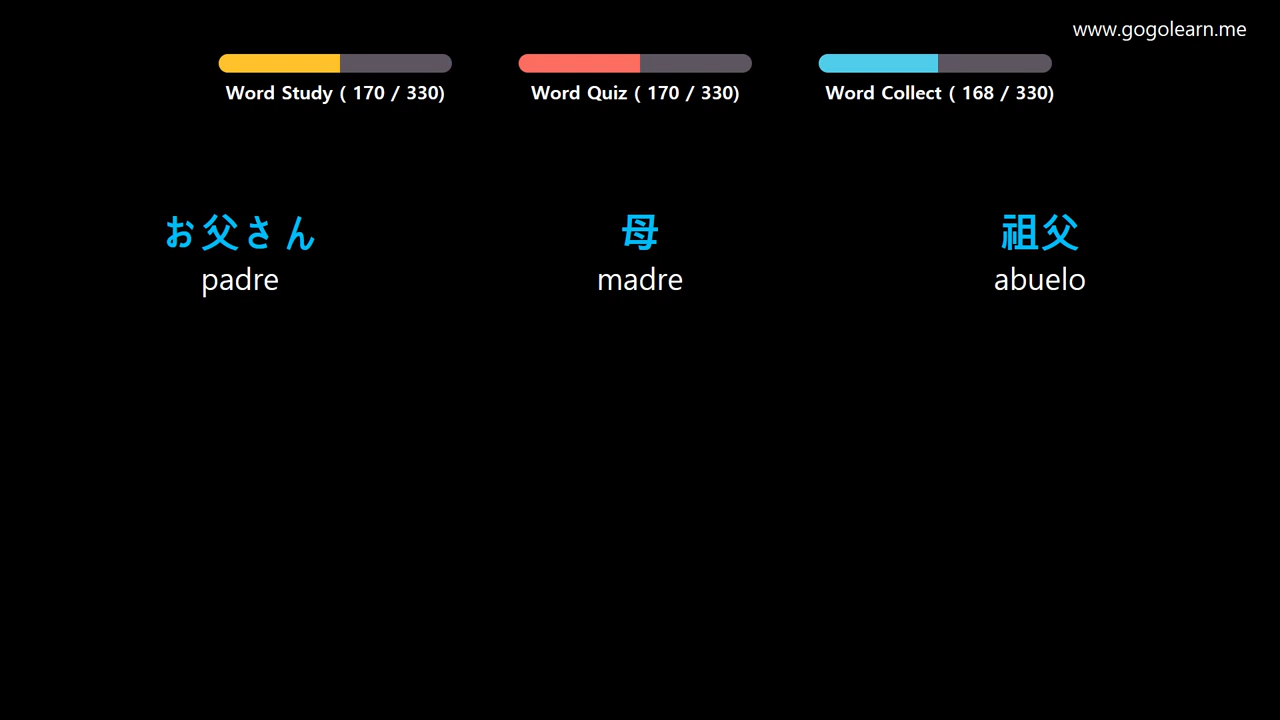 www.gogolearn.me
Word Study ( 170 / 330)
Word Quiz ( 170 / 330)
Word Collect ( 168 / 330)
お父さん
padre
母
madre
祖父
abuelo